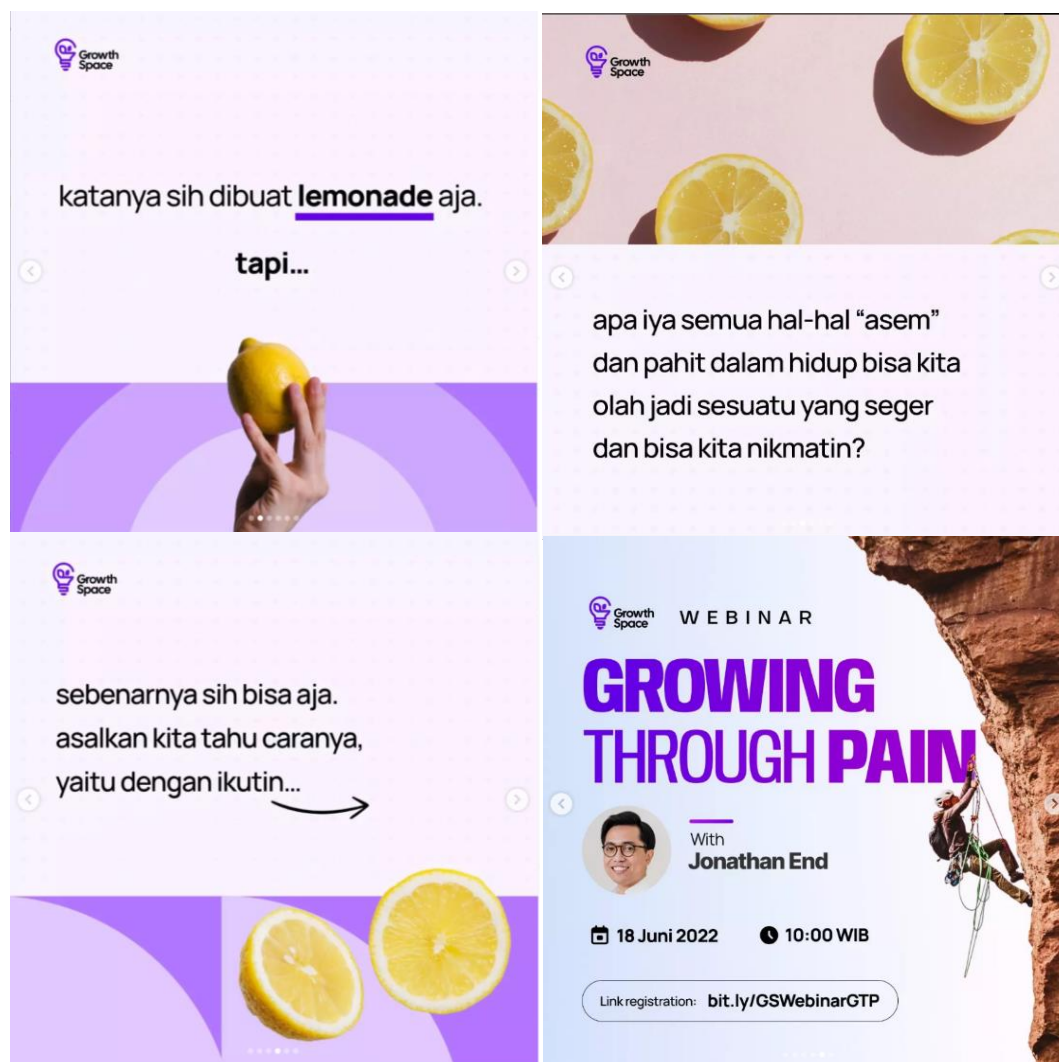 Growth
Space
katanya sih dibuat lemonade aja.
tapi...
Growth
Space
apa iya semua hal-hal “asem”
dan pahit dalam hidup bisa kita
olah jadi sesuatu yang seger
dan bisa kita nikmatin?
Growth
Space
sebenarnya sih bisa aja.
asalkan kita tahu caranya,
yaitu dengan ikutin...
Growth
Space
WEBINAR
GROWING
THROUGH PAIN
With
Jonathan End
18 Juni 2022
10:00 WIB
Link registration: bit.ly/GSWebinarGTP